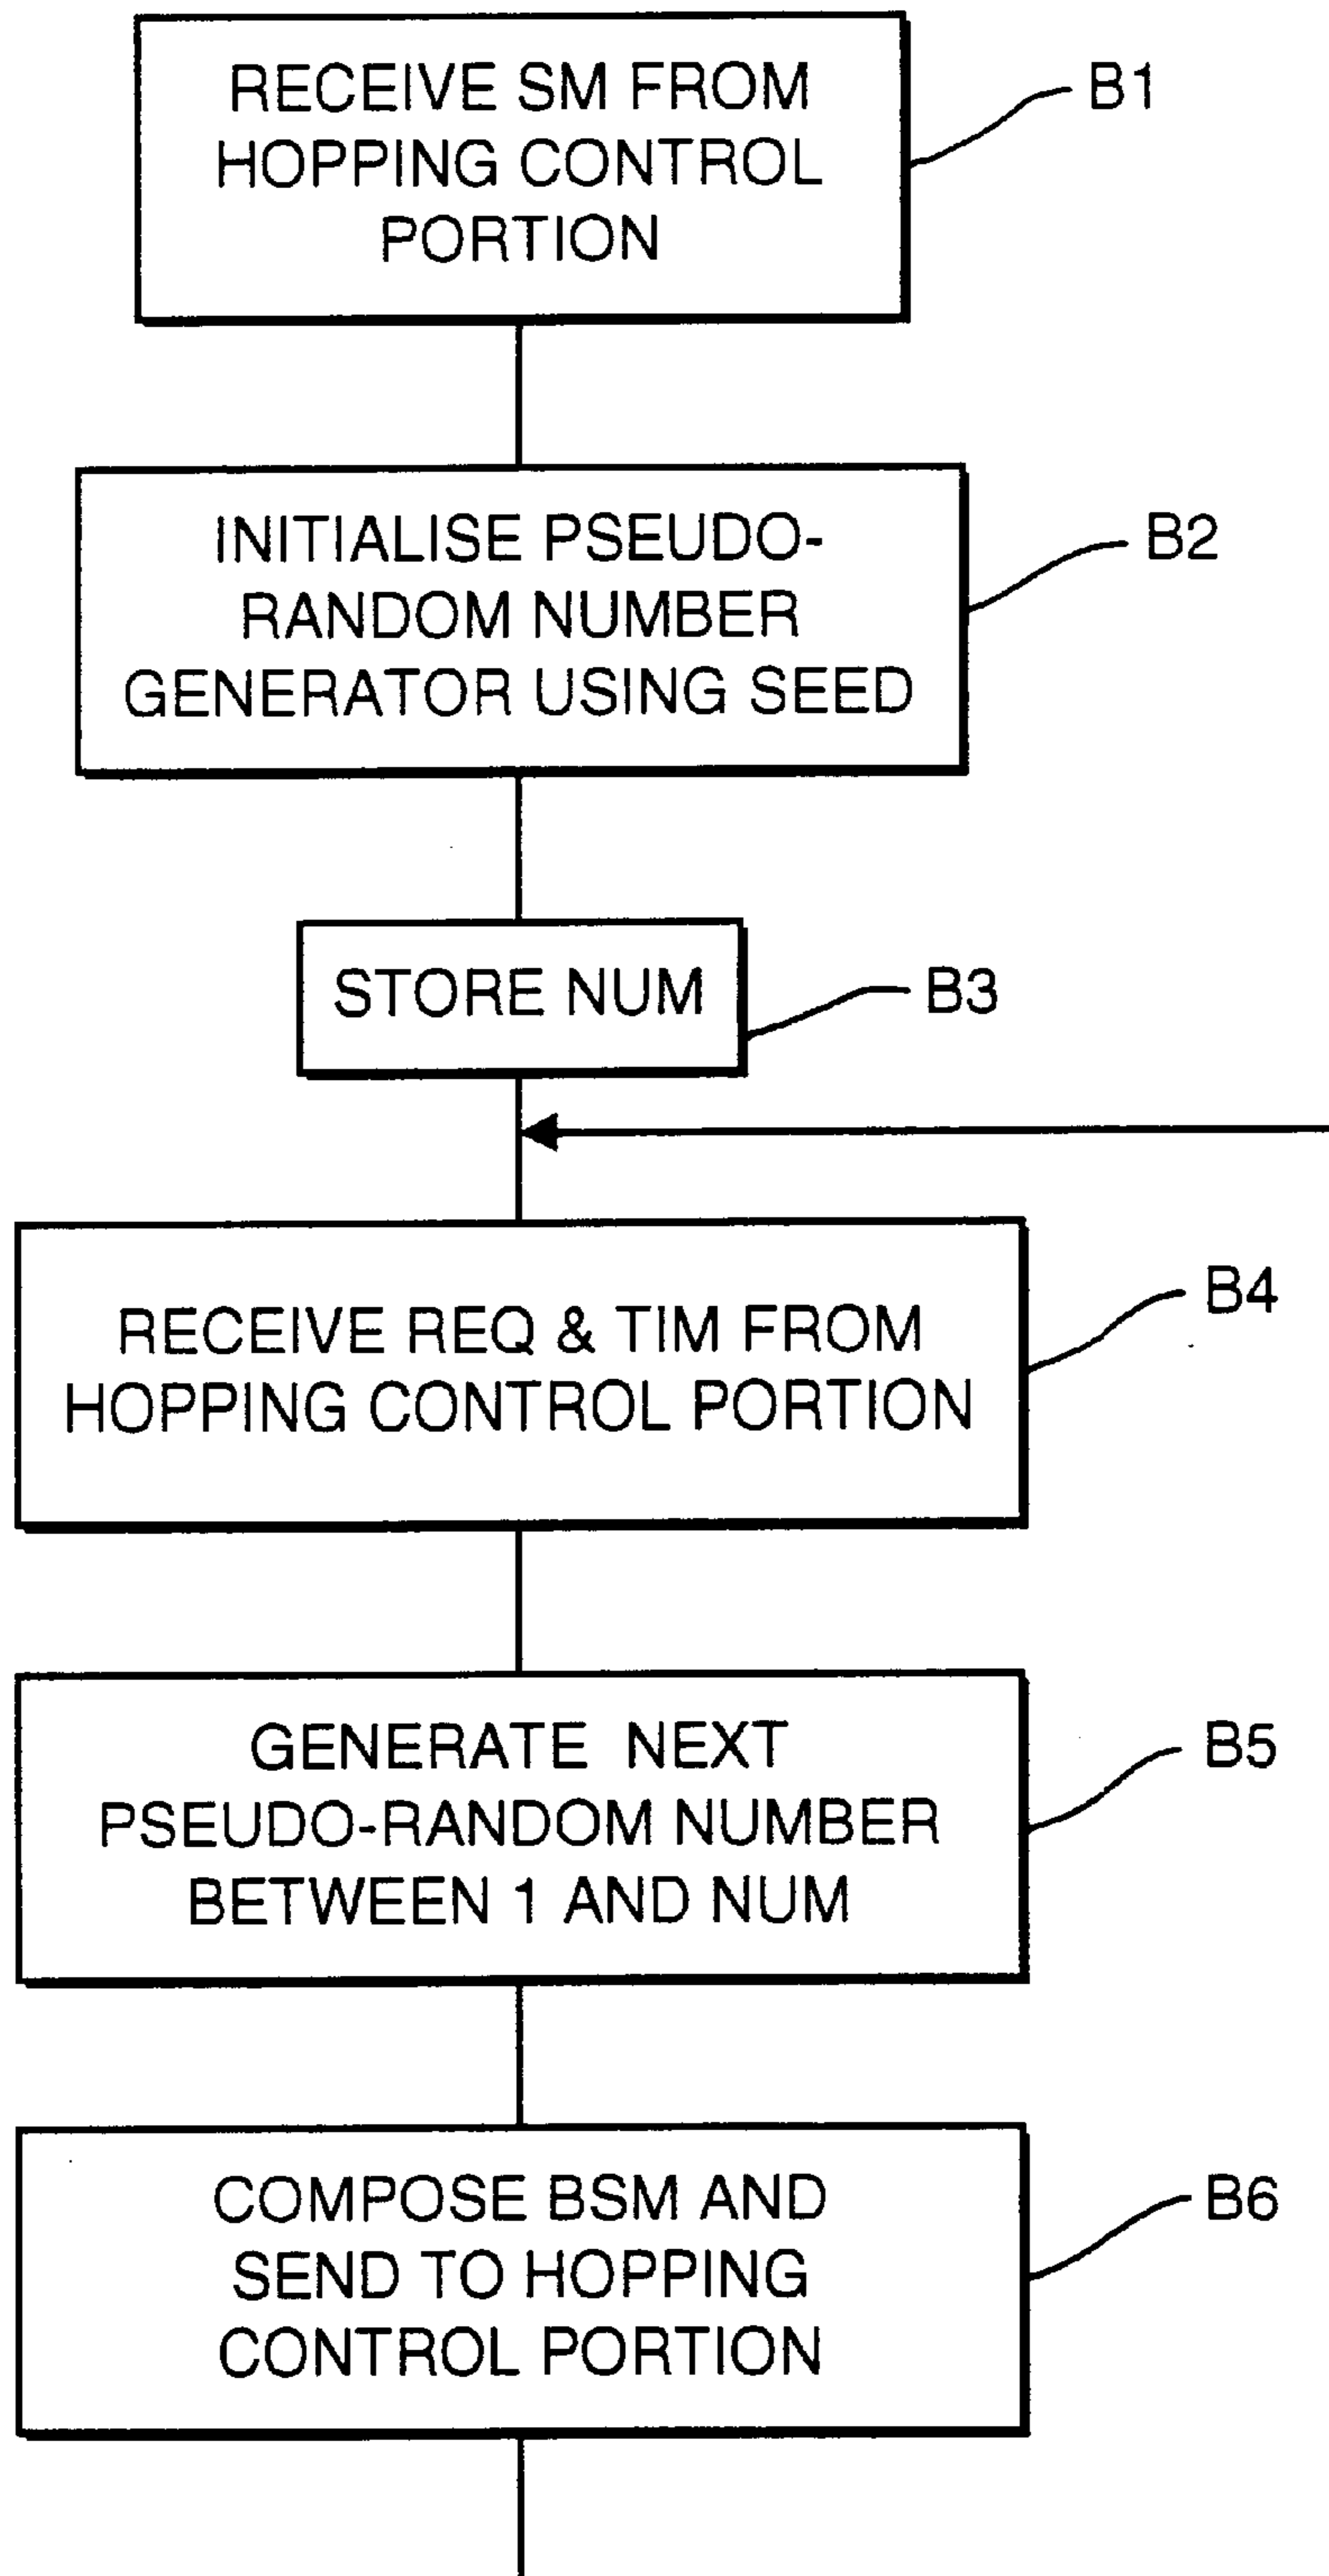 RECEIVE SM FROM
HOPPING CONTROL
PORTION
B1
INITIALISE PSEUDO-
RANDOM NUMBER
GENERATOR USING SEED
B2
STORE NUM
B3
RECEIVE REQ & TIM FROM
HOPPING CONTROL PORTION
B4
GENERATE NEXT
PSEUDO-RANDOM NUMBER
BETWEEN 1 AND NUM
B5
COMPOSE BSM AND
SEND TO HOPPING
CONTROL PORTION
B6